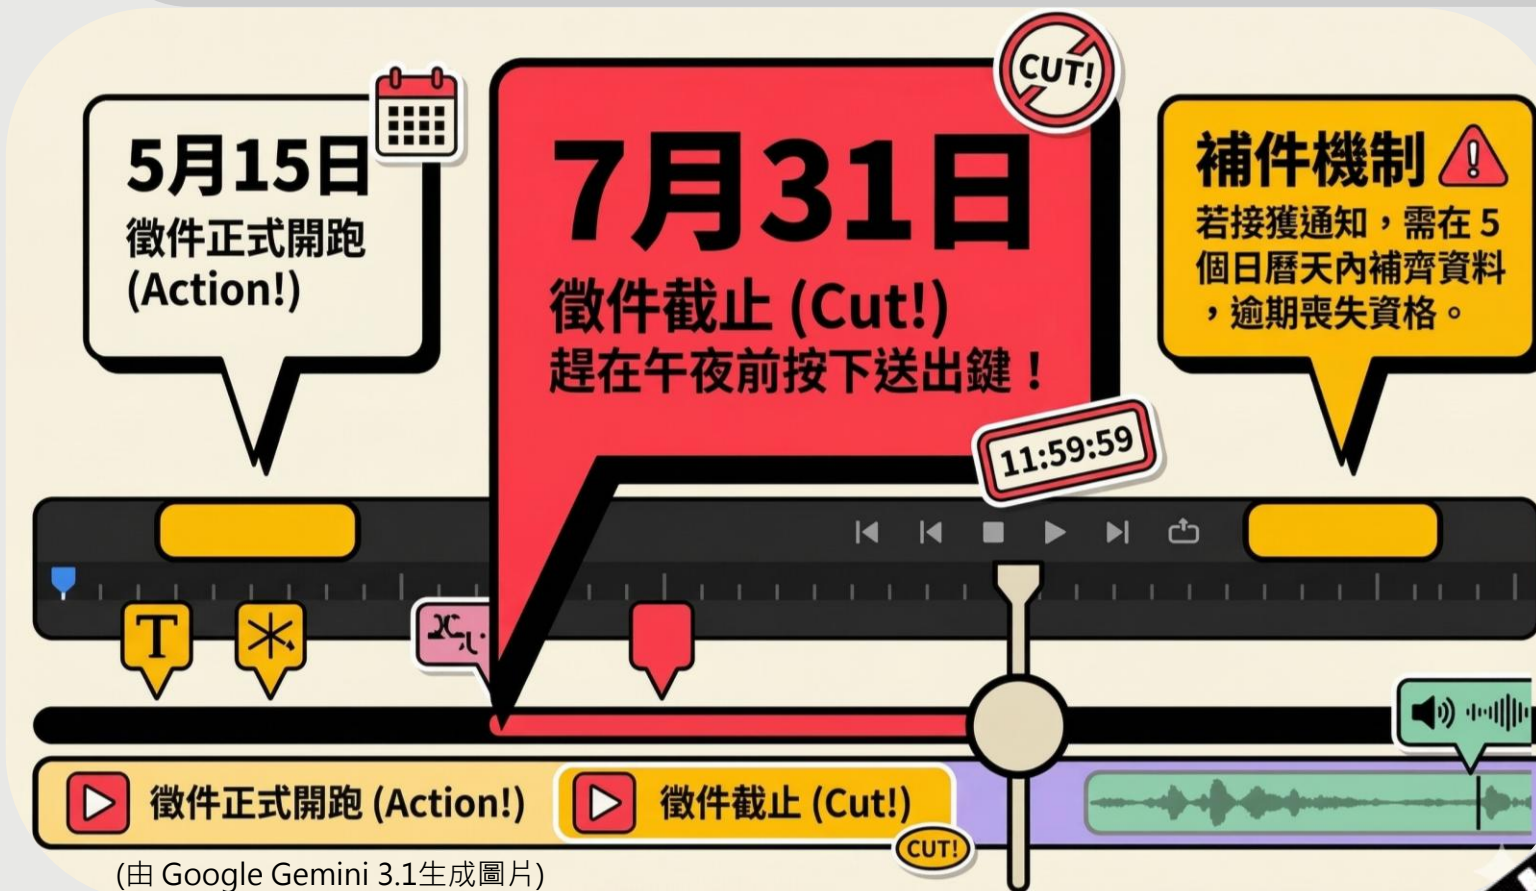 5月15日
徵件正式開跑
(Action!)
CUT!
7月31日
徵件截止 (Cut!)
趕在午夜前按下送出鍵！
11:59:59
補件機制
若接獲通知，需在 5
個日曆天內補齊資料
，逾期喪失資格。
T
徵件正式開跑 (Action!)
徵件截止 (Cut!)
CUT!
(由 Google Gemini 3.1生成圖片)